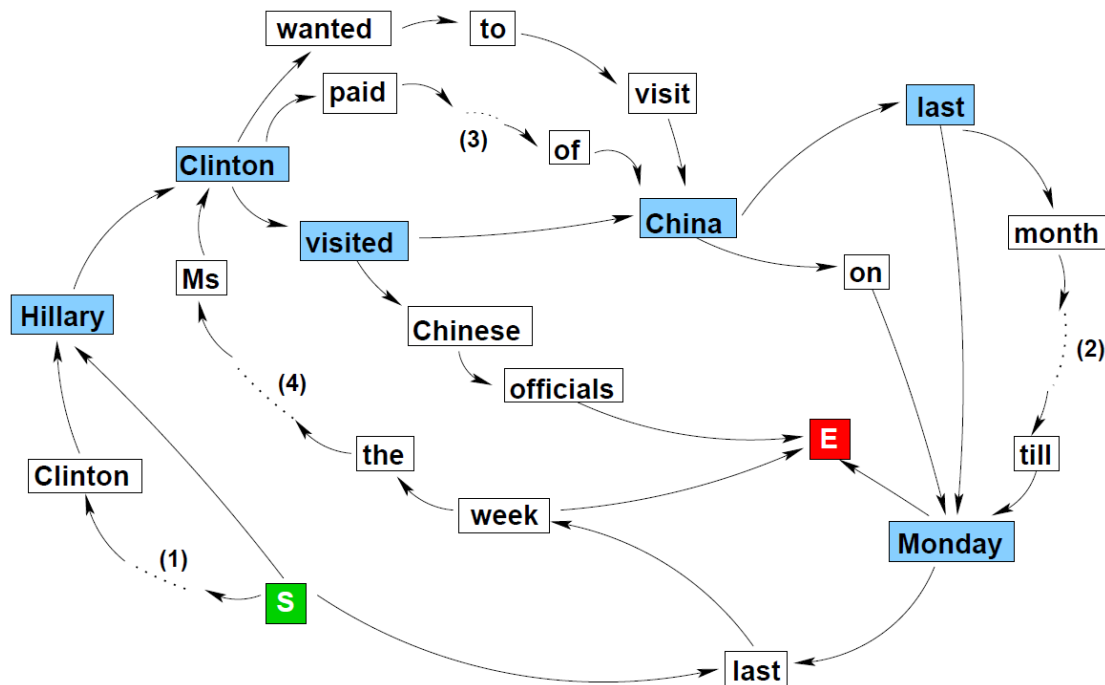 wanted
to
paid
visit
last
(3)
of
Clinton
China
month
visited
on
Ms
Hillary
Chinese
(2)
(4)
officials
E
the
till
Clinton
week
Monday
(1)
S
last